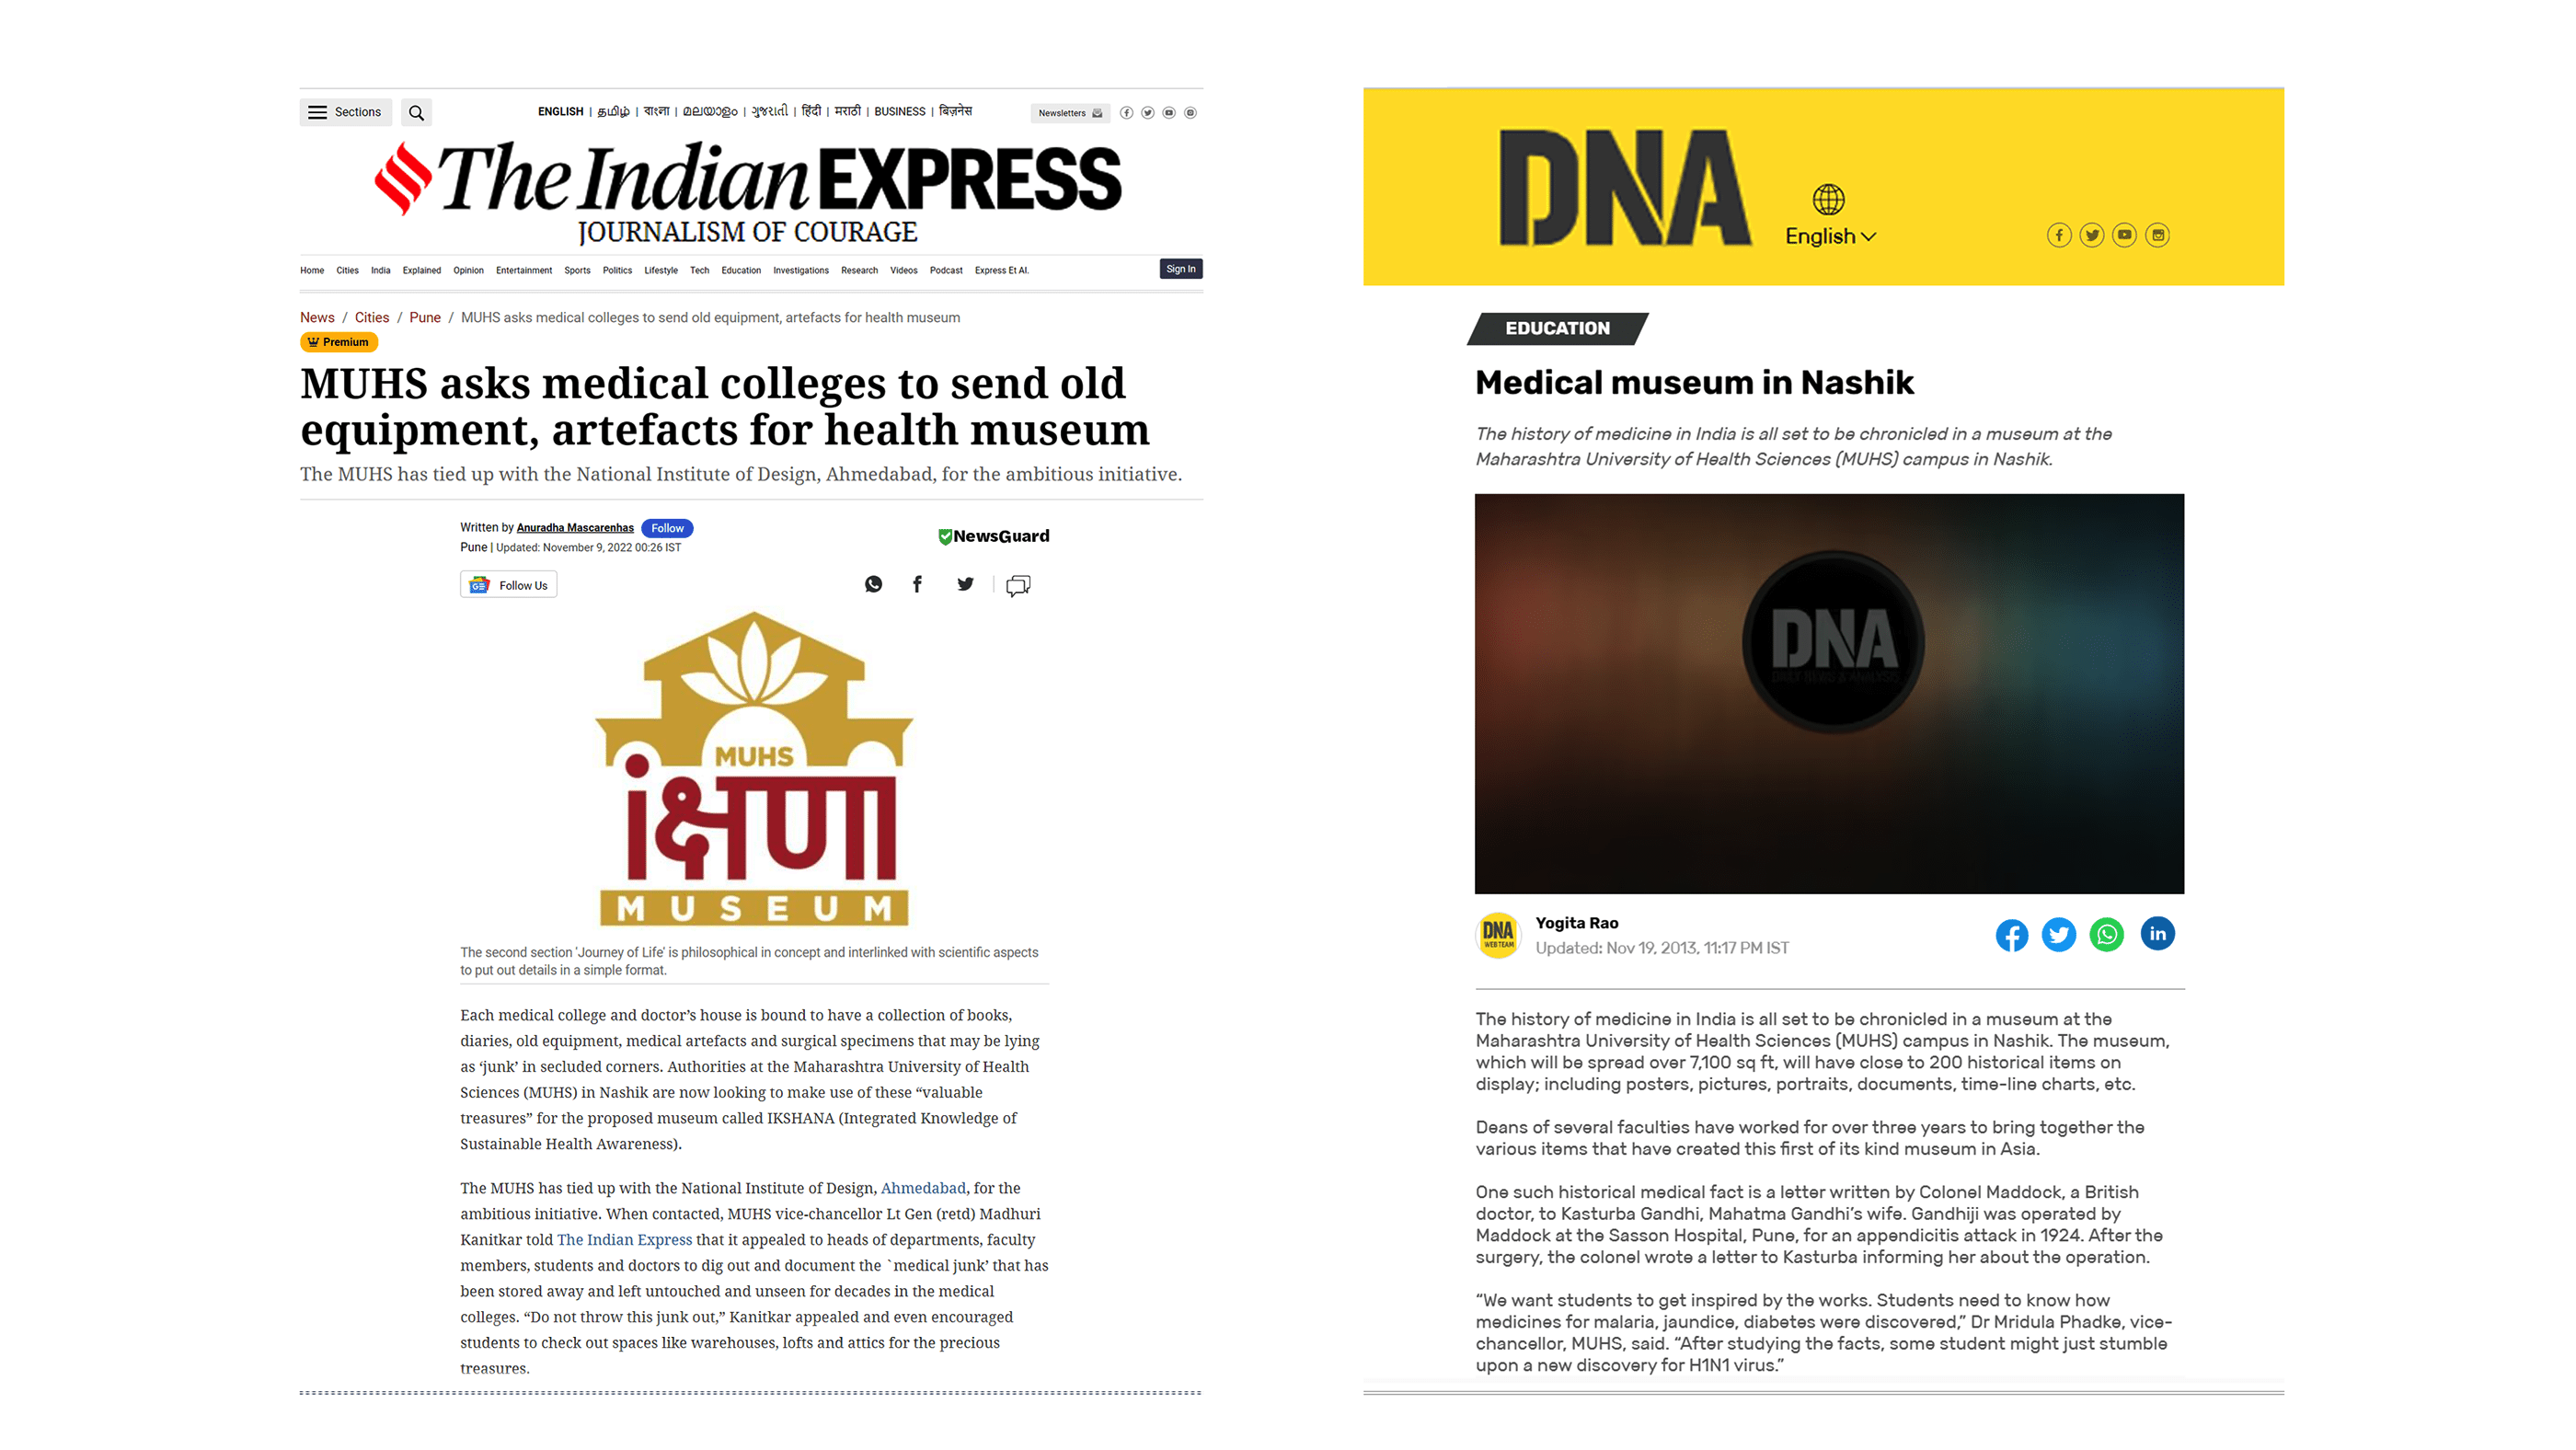 Sections
ENGLISH | தமிழ் | বাংলা | മലയാളം | ગુજરાતી | हिंदी | मराठी | BUSINESS | बिज़नेस
Newsletters
The Indian EXPRESS
JOURNALISM OF COURAGE
Home Cities India Explained Opinion Entertainment Sports Politics Lifestyle Tech Education Investigations Research Videos Podcast Express Et Al.
Sign In
News / Cities / Pune / MUHS asks medical colleges to send old equipment, artefacts for health museum
Premium
MUHS asks medical colleges to send old
equipment, artefacts for health museum
The MUHS has tied up with the National Institute of Design, Ahmedabad, for the ambitious initiative.
Written by Anuradha Mascarenhas Follow
Pune | Updated: November 9, 2022 00:26 IST
NewsGuard
GE Follow Us
MUHS
iक्षणा
MUSEUM
The second section 'Journey of Life' is philosophical in concept and interlinked with scientific aspects
to put out details in a simple format.
Each medical college and doctor’s house is bound to have a collection of books,
diaries, old equipment, medical artefacts and surgical specimens that may be lying
as ‘junk’ in secluded corners. Authorities at the Maharashtra University of Health
Sciences (MUHS) in Nashik are now looking to make use of these “valuable
treasures” for the proposed museum called IKSHANA (Integrated Knowledge of
Sustainable Health Awareness).
The MUHS has tied up with the National Institute of Design, Ahmedabad, for the
ambitious initiative. When contacted, MUHS vice-chancellor Lt Gen (retd) Madhuri
Kanitkar told The Indian Express that it appealed to heads of departments, faculty
members, students and doctors to dig out and document the `medical junk’ that has
been stored away and left untouched and unseen for decades in the medical
colleges. “Do not throw this junk out,” Kanitkar appealed and even encouraged
students to check out spaces like warehouses, lofts and attics for the precious
treasures.
DNA
English
EDUCATION
Medical museum in Nashik
The history of medicine in India is all set to be chronicled in a museum at the
Maharashtra University of Health Sciences (MUHS) campus in Nashik.
DNA
DAILY NEWS & ANALYSIS
DNA
WEB TEAM
Yogita Rao
Updated: Nov 19, 2013, 11:17 PM IST
The history of medicine in India is all set to be chronicled in a museum at the
Maharashtra University of Health Sciences (MUHS) campus in Nashik. The museum,
which will be spread over 7,100 sq ft, will have close to 200 historical items on
display; including posters, pictures, portraits, documents, time-line charts, etc.
Deans of several faculties have worked for over three years to bring together the
various items that have created this first of its kind museum in Asia.
One such historical medical fact is a letter written by Colonel Maddock, a British
doctor, to Kasturba Gandhi, Mahatma Gandhi’s wife. Gandhiji was operated by
Maddock at the Sasson Hospital, Pune, for an appendicitis attack in 1924. After the
surgery, the colonel wrote a letter to Kasturba informing her about the operation.
“We want students to get inspired by the works. Students need to know how
medicines for malaria, jaundice, diabetes were discovered,” Dr Mridula Phadke, vice-
chancellor, MUHS, said. “After studying the facts, some student might just stumble
upon a new discovery for H1N1 virus.”